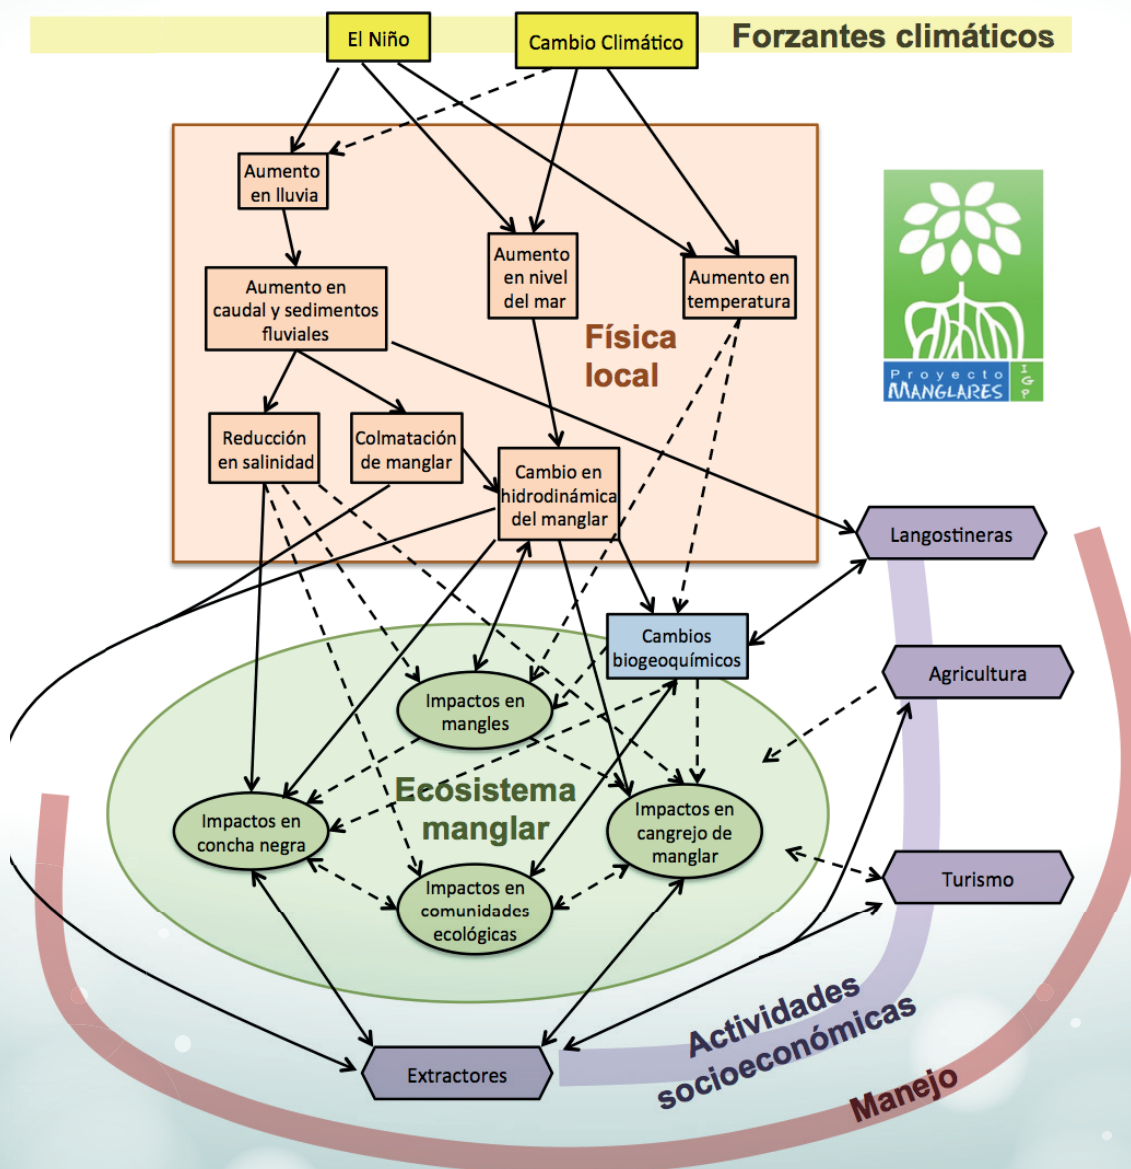 El Niño
Cambio Climático
Forzantes climáticos
Aumento
en lluvia
Aumento
en nivel
del mar
Aumento en
temperatura
Aumento en
caudal y sedimentos
fluviales
Física
local
Proyecto
MANGLARES
IGP
Reducción
en salinidad
Colmatación
de manglar
Cambio en
hidrodinámica
del manglar
Langostineras
Cambios
biogeoquímicos
Agricultura
Impactos en
mangles
Ecosistema
manglar
Impactos en
concha negra
Impactos en
cangrejo de
manglar
Impactos en
comunidades
ecológicas
Turismo
Actividades
socioeconómicas
Extractores
Manejo